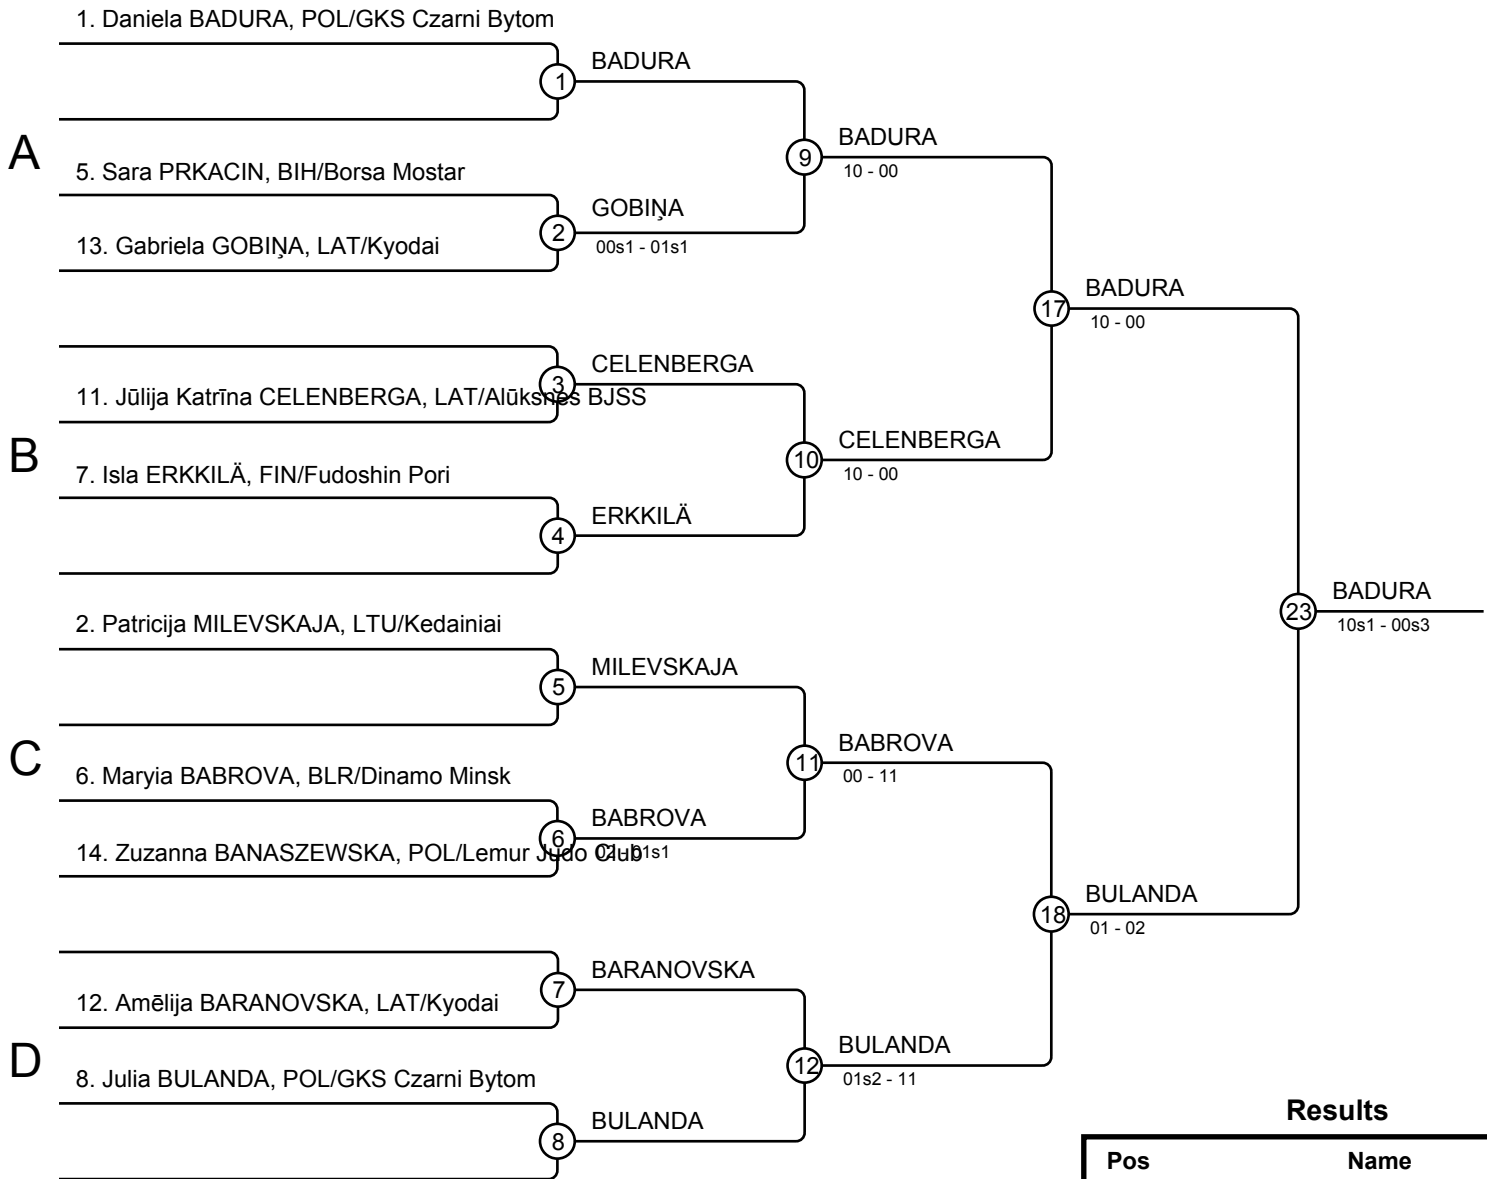 1. Daniela BADURA, POL/GKS Czarni Bytom
BADURA
1
A
BADURA
9
10 - 00
5. Sara PRKACIN, BIH/Borsa Mostar
GOBIŅA
2
00s1 - 01s1
13. Gabriela GOBIŅA, LAT/Kyodai
BADURA
17
10 - 00
CELENBERGA
3
11. Jūlija Katrīna CELENBERGA, LAT/Alūksnes BJSS
B
CELENBERGA
10
10 - 00
7. Isla ERKKILÄ, FIN/Fudoshin Pori
ERKKILÄ
4
BADURA
23
10s1 - 00s3
2. Patricija MILEVSKAJA, LTU/Kedainiai
MILEVSKAJA
5
C
BABROVA
11
00 - 11
6. Maryia BABROVA, BLR/Dinamo Minsk
BABROVA
6
02 - 01s1
14. Zuzanna BANASZEWSKA, POL/Lemur Judo Club
BULANDA
18
01 - 02
BARANOVSKA
7
12. Amēlija BARANOVSKA, LAT/Kyodai
D
BULANDA
12
01s2 - 11
8. Julia BULANDA, POL/GKS Czarni Bytom
BULANDA
8
Results
Pos Name